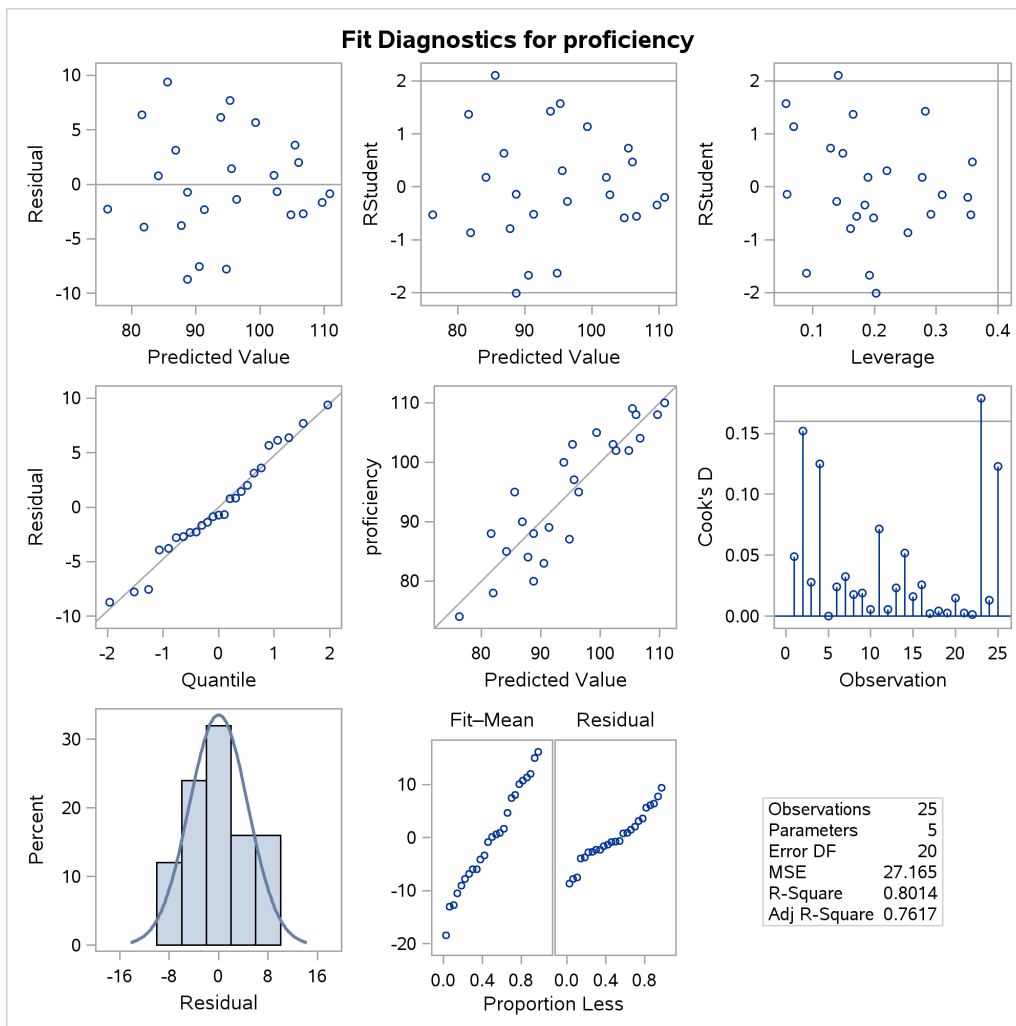 Fit Diagnostics for proficiency
10
5
0
-5
-10
Residual
80 90 100 110
Predicted Value
2
1
0
-1
-2
RStudent
80 90 100 110
Predicted Value
2
1
0
-1
-2
RStudent
0.1 0.2 0.3 0.4
Leverage
10
5
0
-5
-10
Residual
-2 -1 0 1 2
Quantile
110
100
90
80
proficiency
80 90 100 110
Predicted Value
0.15
0.10
0.05
0.00
Cook's D
0 5 10 15 20 25
Observation
30
20
10
0
Percent
-16 -8 0 8 16
Residual
Fit–Mean Residual
10
0
-10
-20
0.0 0.4 0.8 0.0 0.4 0.8
Proportion Less
Observations 25
Parameters 5
Error DF 20
MSE 27.165
R-Square 0.8014
Adj R-Square 0.7617